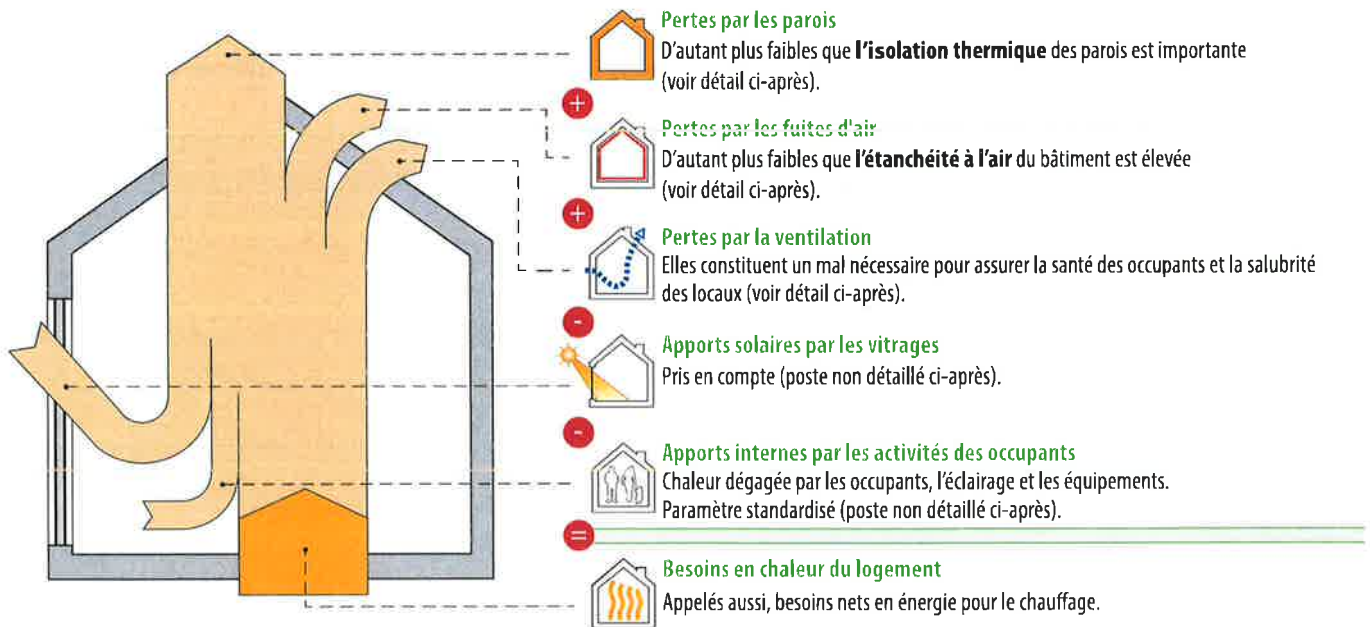 Pertes par les parois
D'autant plus faibles que l'isolation thermique des parois est importante
(voir détail ci-après).
+
Pertes par les fuites d'air
D'autant plus faibles que l'étanchéité à l'air du bâtiment est élevée
(voir détail ci-après).
+
Pertes par la ventilation
Elles constituent un mal nécessaire pour assurer la santé des occupants et la salubrité
des locaux (voir détail ci-après).
-
Apports solaires par les vitrages
Pris en compte (poste non détaillé ci-après).
-
Apports internes par les activités des occupants
Chaleur dégagée par les occupants, l'éclairage et les équipements.
Paramètre standardisé (poste non détaillé ci-après).
=
Besoins en chaleur du logement
Appelés aussi, besoins nets en énergie pour le chauffage.